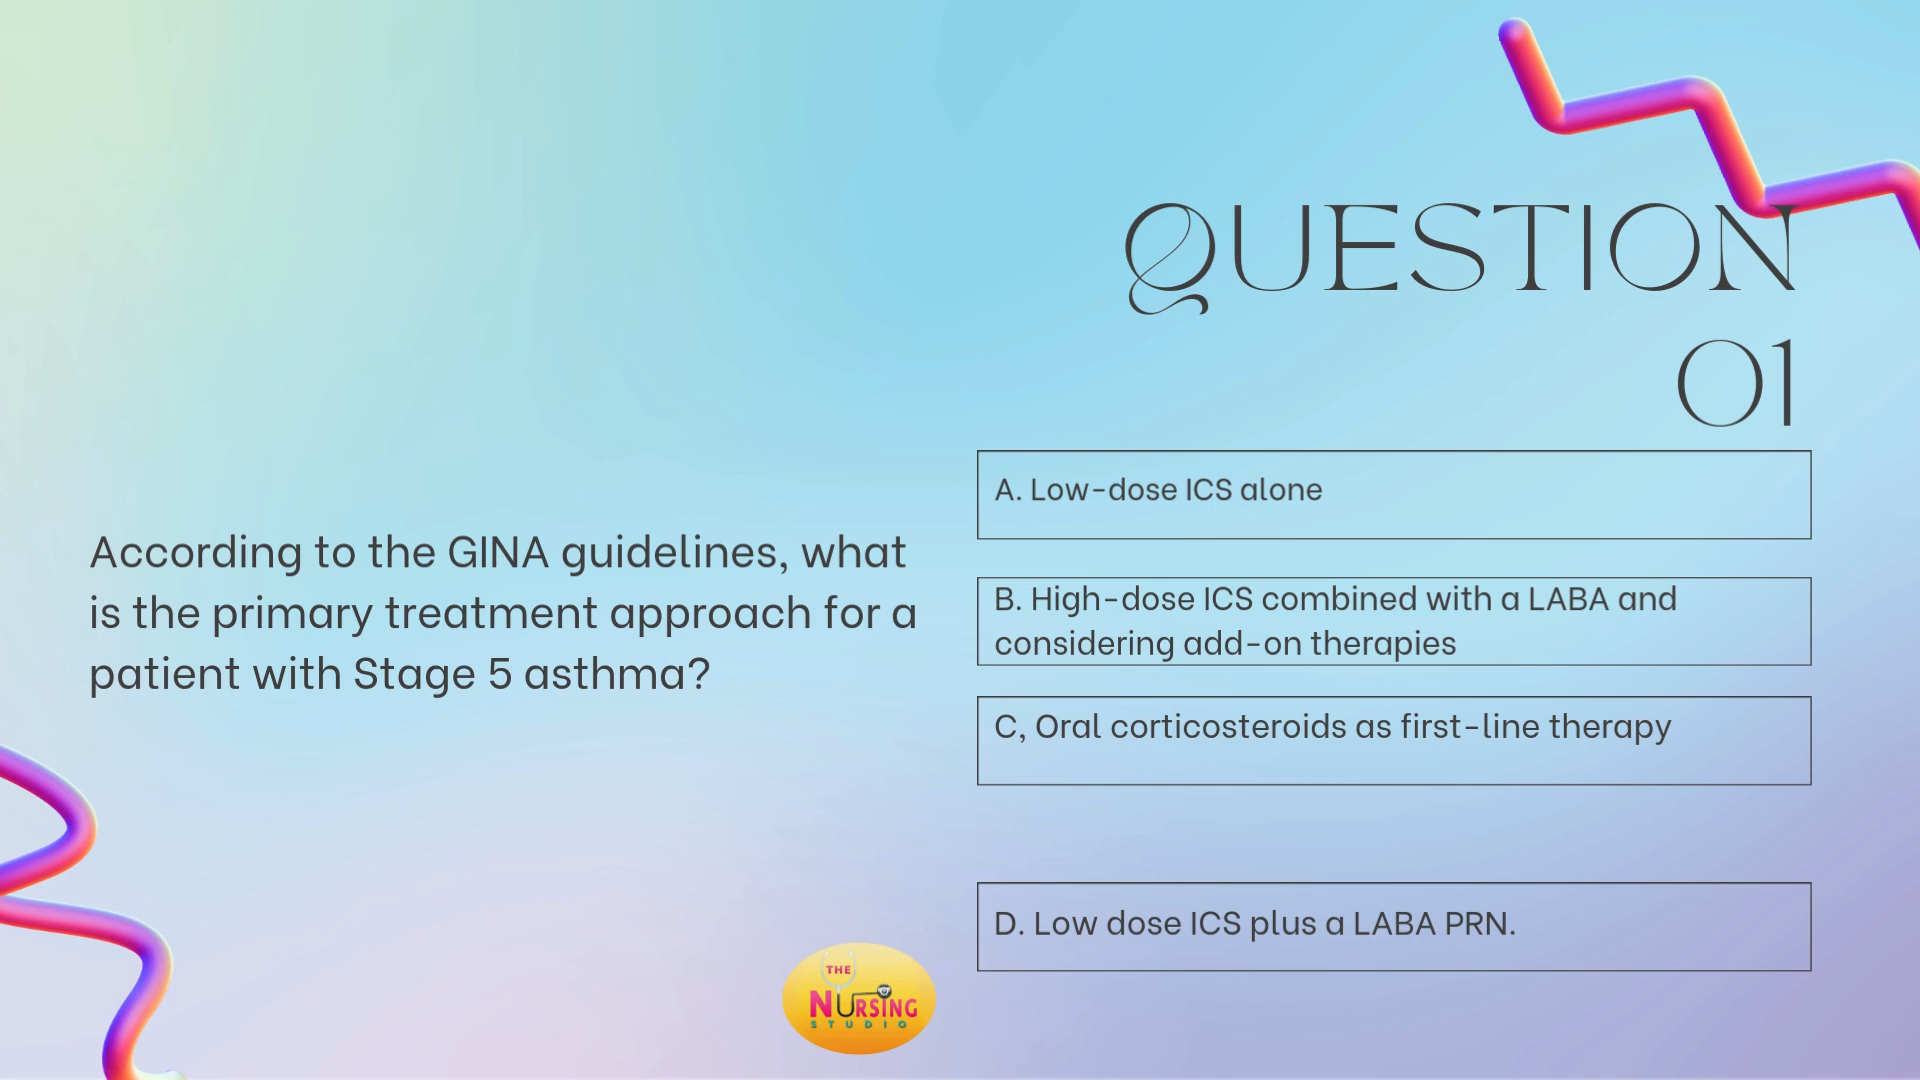 QUESTION
01
According to the GINA guidelines, what
is the primary treatment approach for a
patient with Stage 5 asthma?
A. Low-dose ICS alone
B. High-dose ICS combined with a LABA and
considering add-on therapies
C, Oral corticosteroids as first-line therapy
D. Low dose ICS plus a LABA PRN.
THE
NURSING
STUDIO